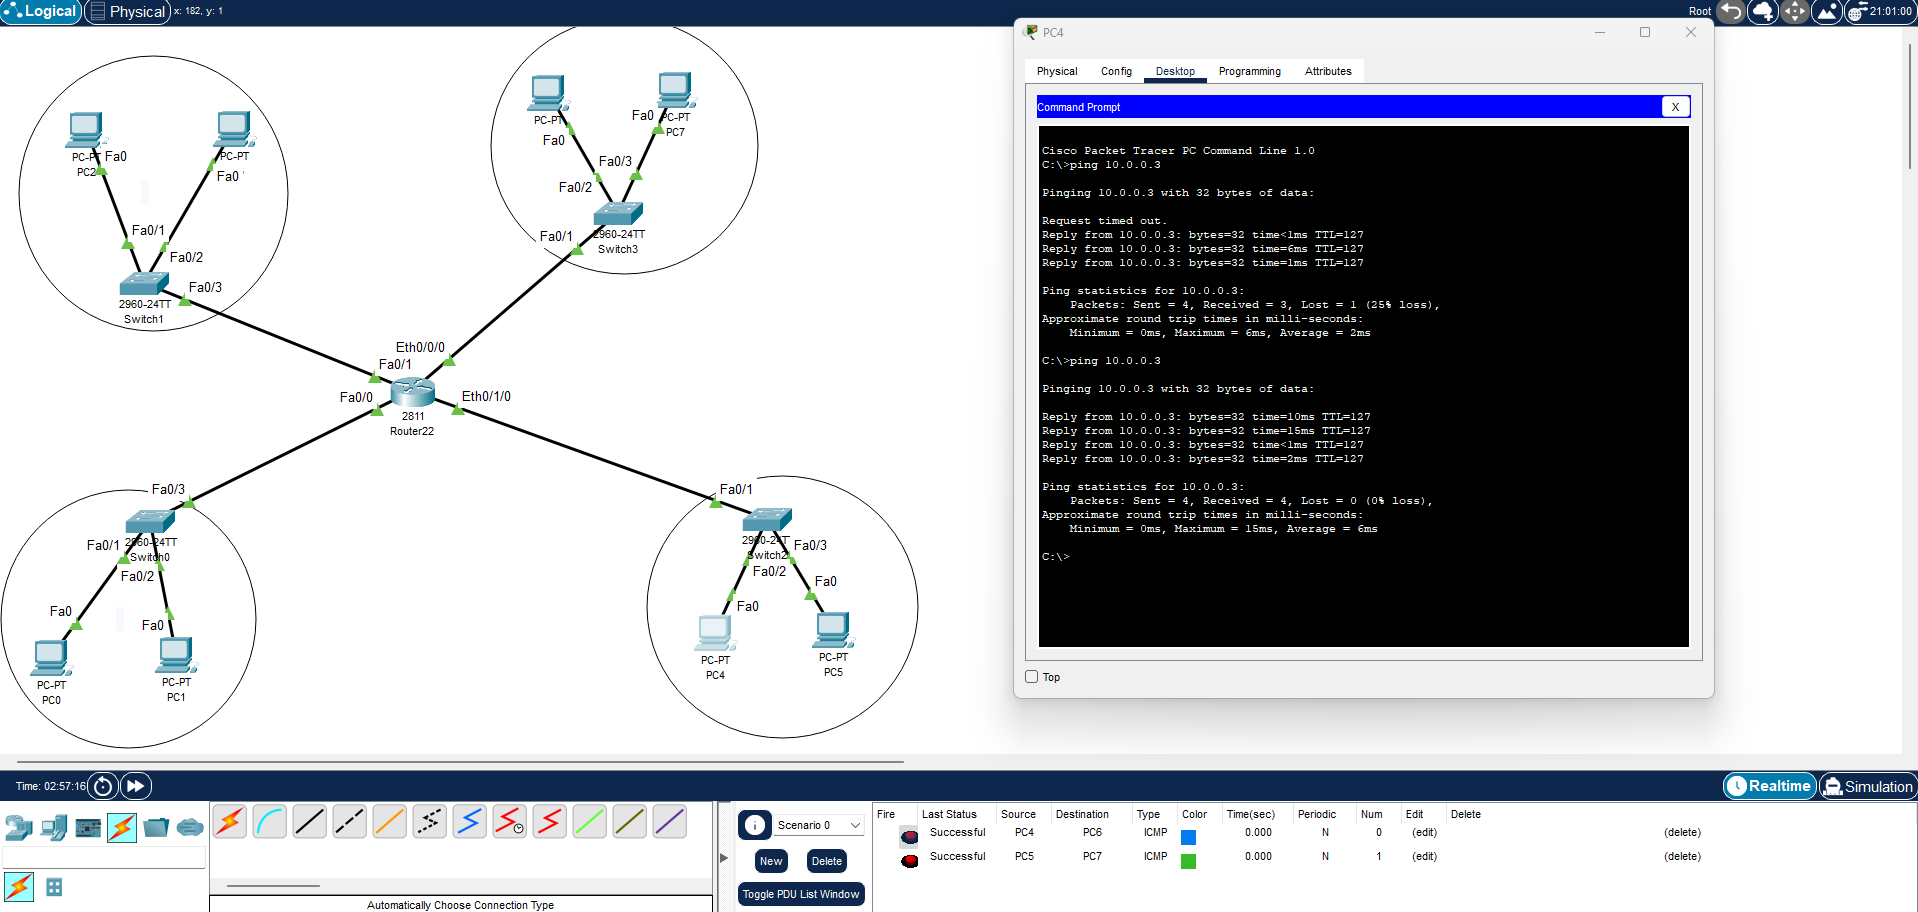 Logical
Physical
x: 182, y: 1
Root
21:01:00
PC-PT
PC2
Fa0
PC-PT
Fa0
Fa0/1
Fa0/2
Fa0/3
2960-24TT
Switch1
PC-PT
Fa0
Fa0
PC-PT
PC7
Fa0/3
Fa0/2
Fa0/1
2960-24TT
Switch3
Eth0/0/0
Fa0/1
Fa0/0
Eth0/1/0
2811
Router22
Fa0/3
Fa0/1
2960-24TT
Switch0
Fa0/2
Fa0
Fa0
PC-PT
PC0
PC-PT
PC1
Fa0/1
2960-24T
Switch2
Fa0/3
Fa0/2
Fa0
Fa0
PC-PT
PC4
PC-PT
PC5
PC4
Physical
Config
Desktop
Programming
Attributes
Command Prompt
X
Cisco Packet Tracer PC Command Line 1.0
C:\>ping 10.0.0.3
Pinging 10.0.0.3 with 32 bytes of data:
Request timed out.
Reply from 10.0.0.3: bytes=32 time<1ms TTL=127
Reply from 10.0.0.3: bytes=32 time=6ms TTL=127
Reply from 10.0.0.3: bytes=32 time=1ms TTL=127
Ping statistics for 10.0.0.3:
Packets: Sent = 4, Received = 3, Lost = 1 (25% loss),
Approximate round trip times in milli-seconds:
Minimum = 0ms, Maximum = 6ms, Average = 2ms
C:\>ping 10.0.0.3
Pinging 10.0.0.3 with 32 bytes of data:
Reply from 10.0.0.3: bytes=32 time=10ms TTL=127
Reply from 10.0.0.3: bytes=32 time=15ms TTL=127
Reply from 10.0.0.3: bytes=32 time<1ms TTL=127
Reply from 10.0.0.3: bytes=32 time=2ms TTL=127
Ping statistics for 10.0.0.3:
Packets: Sent = 4, Received = 4, Lost = 0 (0% loss),
Approximate round trip times in milli-seconds:
Minimum = 0ms, Maximum = 15ms, Average = 6ms
C:\>
Top
Time: 02:57:16
Realtime
Simulation
Automatically Choose Connection Type
Scenario 0
New
Delete
Toggle PDU List Window
Fire Last Status Source Destination Type Color Time(sec) Periodic Num Edit Delete
Successful PC4 PC6 ICMP 0.000 N 0 (edit) (delete)
Successful PC5 PC7 ICMP 0.000 N 1 (edit) (delete)